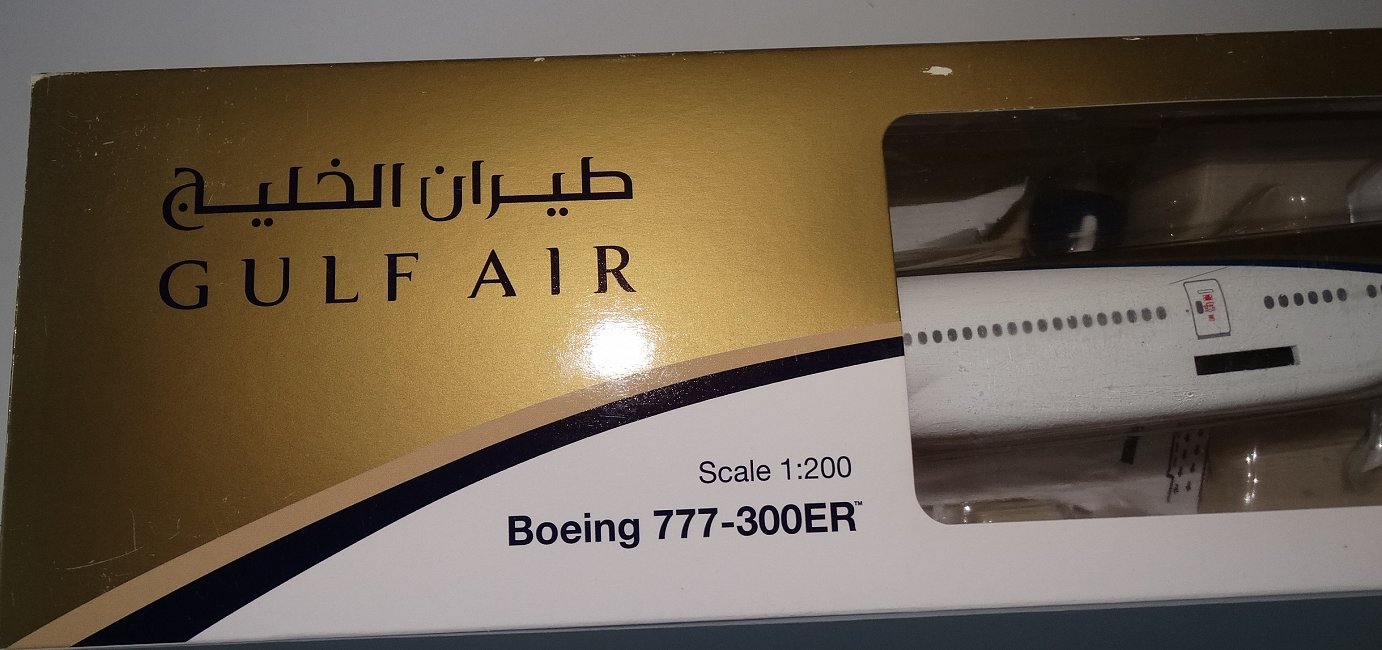 طيران الخليج
GULF AIR
Scale 1:200
Boeing 777-300ER™